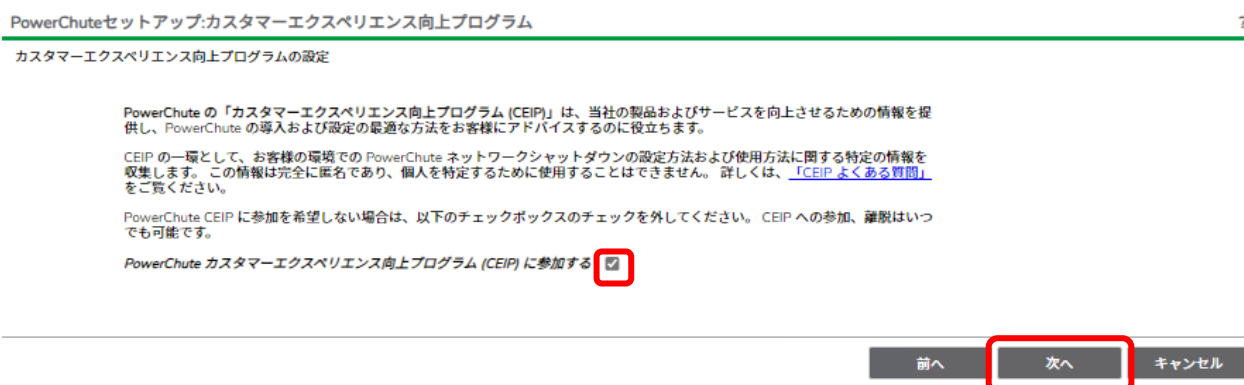 PowerChuteセットアップ:カスタマーエクスペリエンス向上プログラム
カスタマーエクスペリエンス向上プログラムの設定
PowerChute の「カスタマーエクスペリエンス向上プログラム (CEIP)」は、当社の製品およびサービスを向上させるための情報を提
供し、PowerChute の導入および設定の最適な方法をお客様にアドバイスするのに役立ちます。
CEIP の一環として、お客様の環境での PowerChute ネットワークシャットダウンの設定方法および使用方法に関する特定の情報を
収集します。 この情報は完全に匿名であり、個人を特定するために使用することはできません。 詳しくは、「CEIP よくある質問」
をご覧ください。
PowerChute CEIP に参加を希望しない場合は、以下のチェックボックスのチェックを外してください。 CEIP への参加、離脱はいつ
でも可能です。
PowerChute カスタマーエクスペリエンス向上プログラム (CEIP) に参加する
前へ 次へ キャンセル